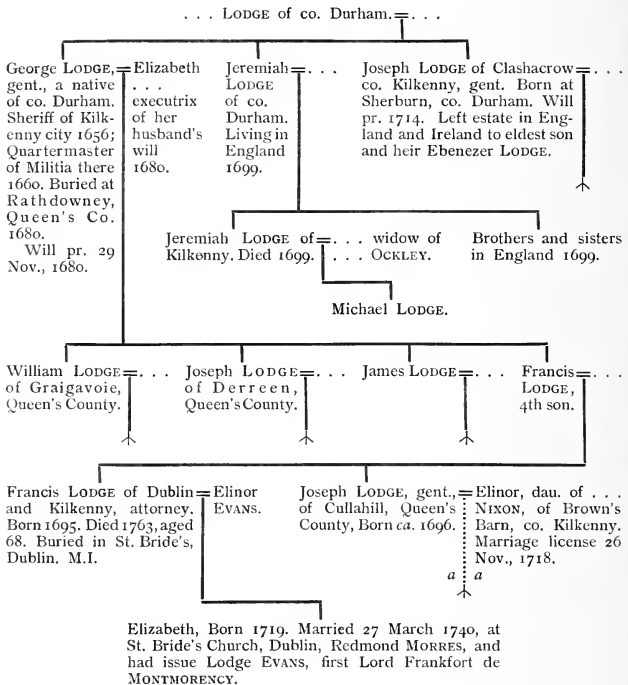 . . . LODGE of co. Durham. = . . .
George LODGE, =
gent., a native
of co. Durham.
Sheriff of Kilk-
enny city 1656;
Quartermaster
of Militia there
1660. Buried at
Rathdowney,
Queen's Co.
1680.
Will pr. 29
Nov., 1680.
Elizabeth
. . .
executrix
of her
husband's
will
1680.
Jeremiah = . . .
LODGE
of co.
Durham.
Living in
England
1699.
Joseph LODGE of Clashacrow = . . .
co. Kilkenny, gent. Born at
Sherburn, co. Durham. Will
pr. 1714. Left estate in Eng-
land and Ireland to eldest son
and heir Ebenezer LODGE.
Jeremiah LODGE of = . . . widow of
Kilkenny. Died 1699. . . . OCKLEY.
Brothers and sisters
in England 1699.
Michael LODGE.
William LODGE = . . .
of Graigavoie,
Queen's County.
Joseph LODGE = . . .
of Derreen,
Queen's County.
James LODGE = . . .
Francis = . . .
LODGE,
4th son.
Francis LODGE of Dublin =
and Kilkenny, attorney.
Born 1695. Died 1763, aged
68. Buried in St. Bride's,
Dublin. M.I.
Elinor
EVANS.
Joseph LODGE, gent., =
of Cullahill, Queen's
County, Born ca. 1696.
Elinor, dau. of . . .
NIXON, of Brown's
Barn, co. Kilkenny.
Marriage license 26
Nov., 1718.
a a
Elizabeth, Born 1719. Married 27 March 1740, at
St. Bride's Church, Dublin, Redmond MORRES, and
had issue Lodge EVANS, first Lord Frankfort de
MONTMORENCY.